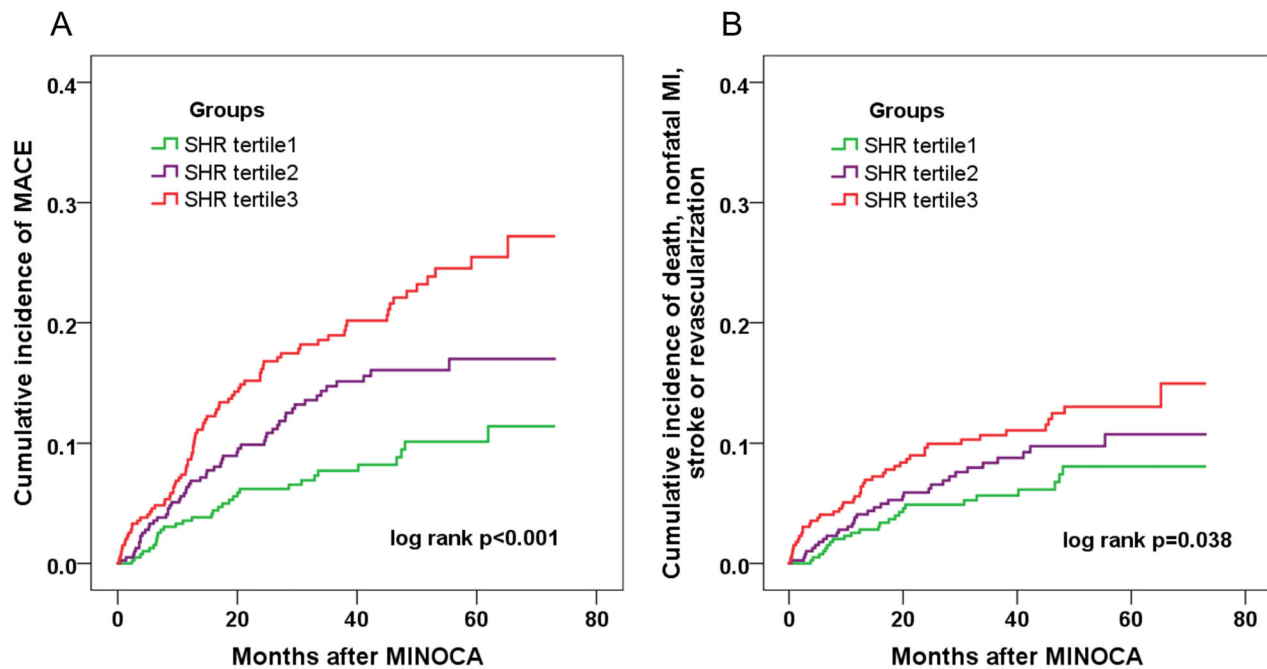 A
Cumulative incidence of MACE
0.4
0.3
0.2
0.1
0.0
Groups
SHR tertile1
SHR tertile2
SHR tertile3
log rank p<0.001
0 20 40 60 80
Months after MINOCA
B
Cumulative incidence of death, nonfatal MI,
stroke or revascularization
0.4
0.3
0.2
0.1
0.0
Groups
SHR tertile1
SHR tertile2
SHR tertile3
log rank p=0.038
0 20 40 60 80
Months after MINOCA